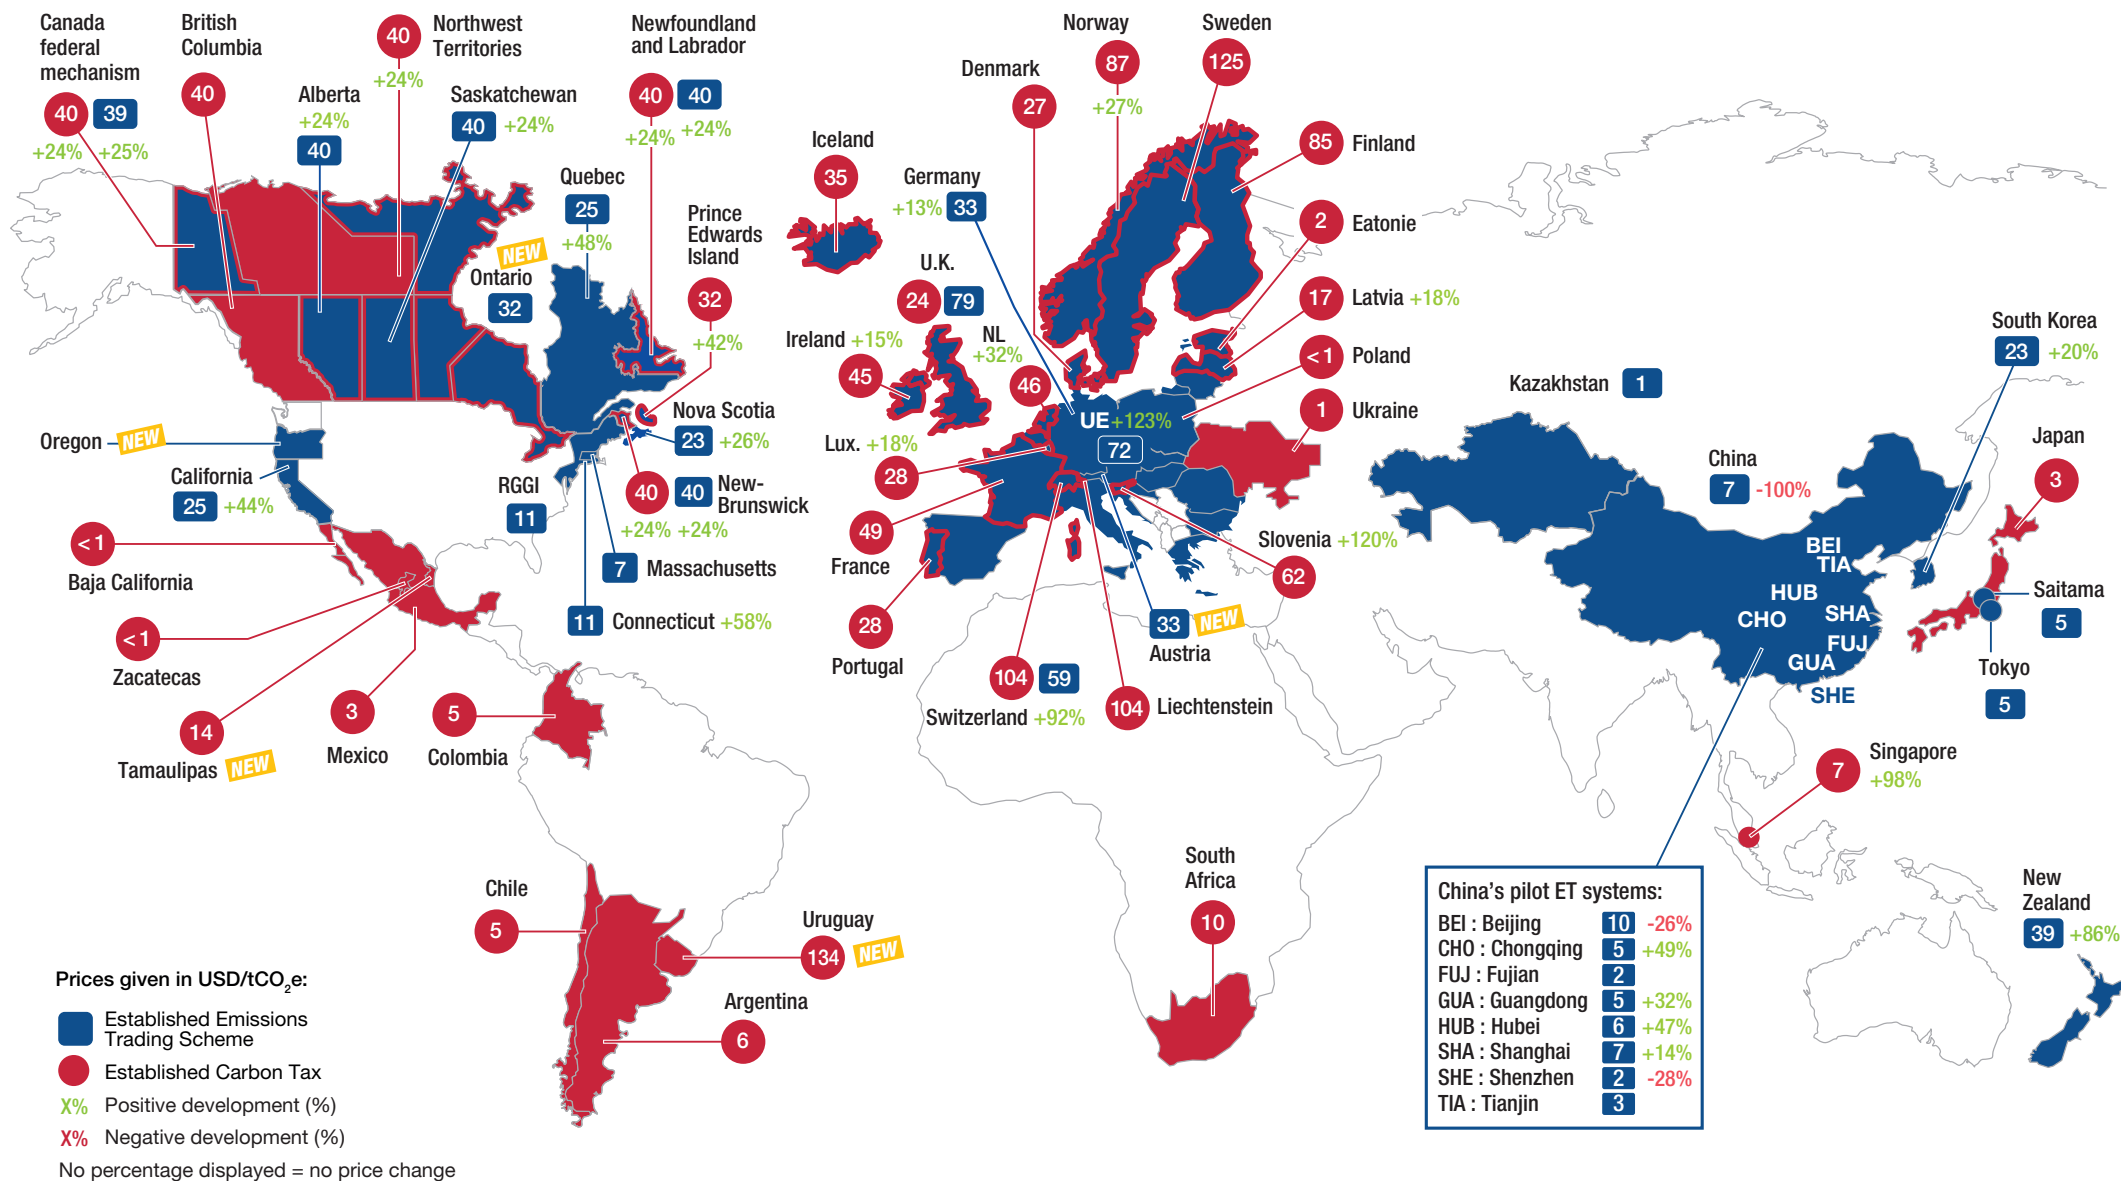 Canada
federal
mechanism
40 39
+24% +25%
British
Columbia
40
Northwest
Territories
40
+24%
Alberta
+24%
40
Saskatchewan
40 +24%
Newfoundland
and Labrador
40 40
+24% +24%
Quebec
25
+48%
NEW
Ontario
32
Prince
Edwards
Island
32
+42%
Nova Scotia
23 +26%
40 40 New-
Brunswick
+24% +24%
Oregon NEW
California
25 +44%
RGGI
11
7 Massachusetts
11 Connecticut +58%
<1
Baja California
<1
Zacatecas
14
Tamaulipas NEW
3
Mexico
5
Colombia
Chile
5
Uruguay
134 NEW
Argentina
6
Iceland
35
Norway
87
+27%
Sweden
125
Denmark
27
Germany
+13% 33
85 Finland
2 Eatonie
17 Latvia +18%
<1 Poland
1 Ukraine
U.K.
24 79
Ireland +15%
45
NL
+32%
46
UE +123%
72
Lux. +18%
28
49
France
28
Portugal
104 59
Switzerland +92%
104 Liechtenstein
33 NEW
Austria
Slovenia +120%
62
South
Africa
10
Kazakhstan 1
China
7 -100%
South Korea
23 +20%
Japan
3
BEI
TIA
HUB
CHO
SHA
FUJ
GUA
SHE
Saitama
5
Tokyo
5
Singapore
7
+98%
New
Zealand
39 +86%
China's pilot ET systems:
BEI : Beijing 10 -26%
CHO : Chongqing 5 +49%
FUJ : Fujian 2
GUA : Guangdong 5 +32%
HUB : Hubei 6 +47%
SHA : Shanghai 7 +14%
SHE : Shenzhen 2 -28%
TIA : Tianjin 3
Prices given in USD/tCO₂e:
Established Emissions
Trading Scheme
Established Carbon Tax
X% Positive development (%)
X% Negative development (%)
No percentage displayed = no price change